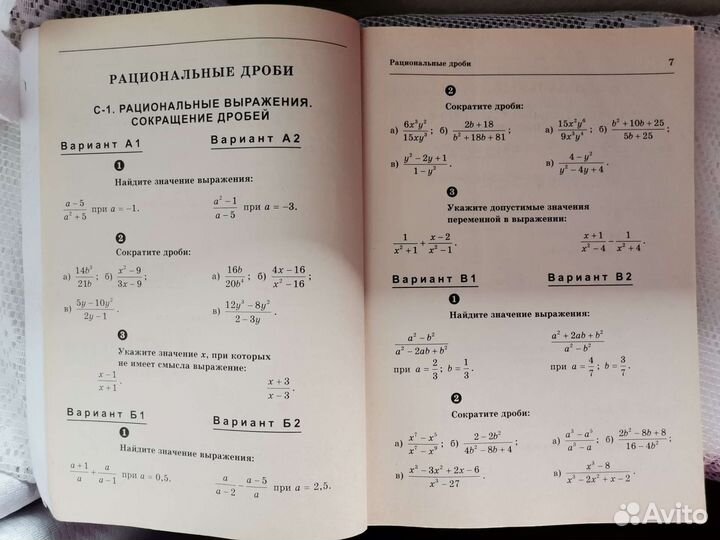 РАЦИОНАЛЬНЫЕ ДРОБИ
С-1. РАЦИОНАЛЬНЫЕ ВЫРАЖЕНИЯ.
СОКРАЩЕНИЕ ДРОБЕЙ
Вариант А1 Вариант А2
1
Найдите значение выражения:
(a−5)/(a²+5) при a = −1. (a²−1)/(a−5) при a = −3.
2
Сократите дроби:
а) 14b³/21b; б) (x²−9)/(3x−9); а) 16b/20b⁴; б) (4x−16)/(x²−16);
в) (5y−10y²)/(2y−1). в) (12y³−8y²)/(2−3y).
3
Укажите значение x, при которых
не имеет смысла выражение:
(x−1)/(x+1). (x+3)/(x−3).
Вариант Б1 Вариант Б2
1
Найдите значение выражения:
(a+1)/a + a/(a−1) при a = 0,5. a/(a−2) − (a−5)/a при a = 2,5.
Рациональные дроби 7
2
Сократите дроби:
а) 6x³y²/15xy³; б) (2b+18)/(b²+18b+81); а) 15x²y⁶/9x³y⁴; б) (b²+10b+25)/(5b+25);
в) (y²−2y+1)/(1−y²). в) (4−y²)/(y²−4y+4).
3
Укажите допустимые значения
переменной в выражении:
1/(x²+1) + (x−2)/(x²−1). (x+1)/(x²−4) − 1/(x²+4).
Вариант В1 Вариант В2
1
Найдите значение выражения:
(a²−b²)/(a²−2ab+b²) (a²+2ab+b²)/(a²−b²)
при a = 2/3; b = 1/3. при a = 4/7; b = 3/7.
2
Сократите дроби:
а) (x⁷−x⁵)/(x⁷−x⁹); б) (2−2b²)/(4b²−8b+4); а) (a³−a⁵)/(a³−a); б) (2b²−8b+8)/(16−4b²);
в) (x³−3x²+2x−6)/(x³−27). в) (x³−8)/(x³−2x²+x−2).
Avito